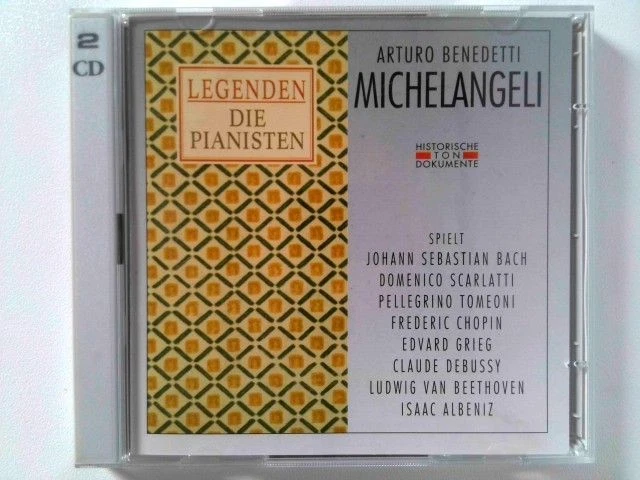 2
CD
LEGENDEN
DIE
PIANISTEN
ARTURO BENEDETTI
MICHELANGELI
HISTORISCHE
TON
DOKUMENTE
SPIELT
JOHANN SEBASTIAN BACH
DOMENICO SCARLATTI
PELLEGRINO TOMEONI
FREDERIC CHOPIN
EDVARD GRIEG
CLAUDE DEBUSSY
LUDWIG VAN BEETHOVEN
ISAAC ALBENIZ